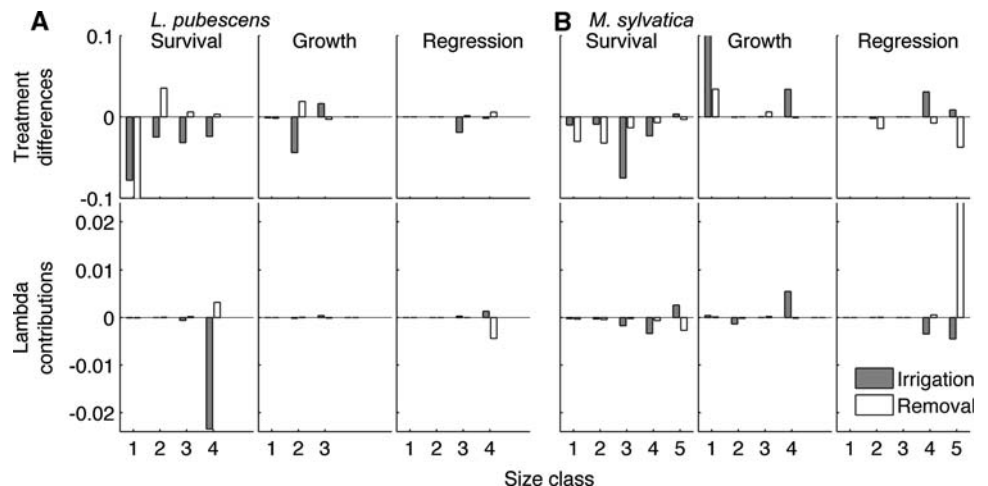 A L. pubescens B M. sylvatica
Survival Growth Regression Survival Growth Regression
Treatment
differences
0.1
0
-0.1
Lambda
contributions
0.02
0.01
0
-0.01
-0.02
Irrigation
Removal
1 2 3 4 1 2 3 1 2 3 4 1 2 3 4 5 1 2 3 4 1 2 3 4 5
Size class